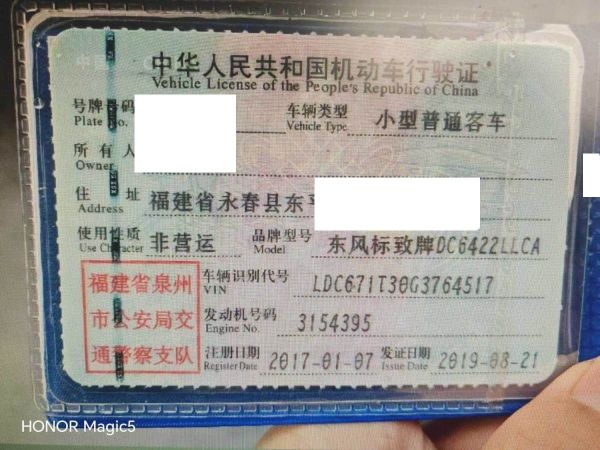 中华人民共和国机动车行驶证
Vehicle License of the People's Republic of China
号牌号码 车辆类型 小型普通客车
Plate No. Vehicle Type
所有人
Owner
住址 福建省永春县东
Address
使用性质 非营运 品牌型号 东风标致牌DC6422LLCA
Use Character Model
福建省泉州 车辆识别代号 LDC671T30G3764517
VIN
市公安局交 发动机号码 3154395
Engine No.
通警察支队 注册日期 2017-01-07 发证日期 2019-08-21
Register Date Issue Date
HONOR Magic5